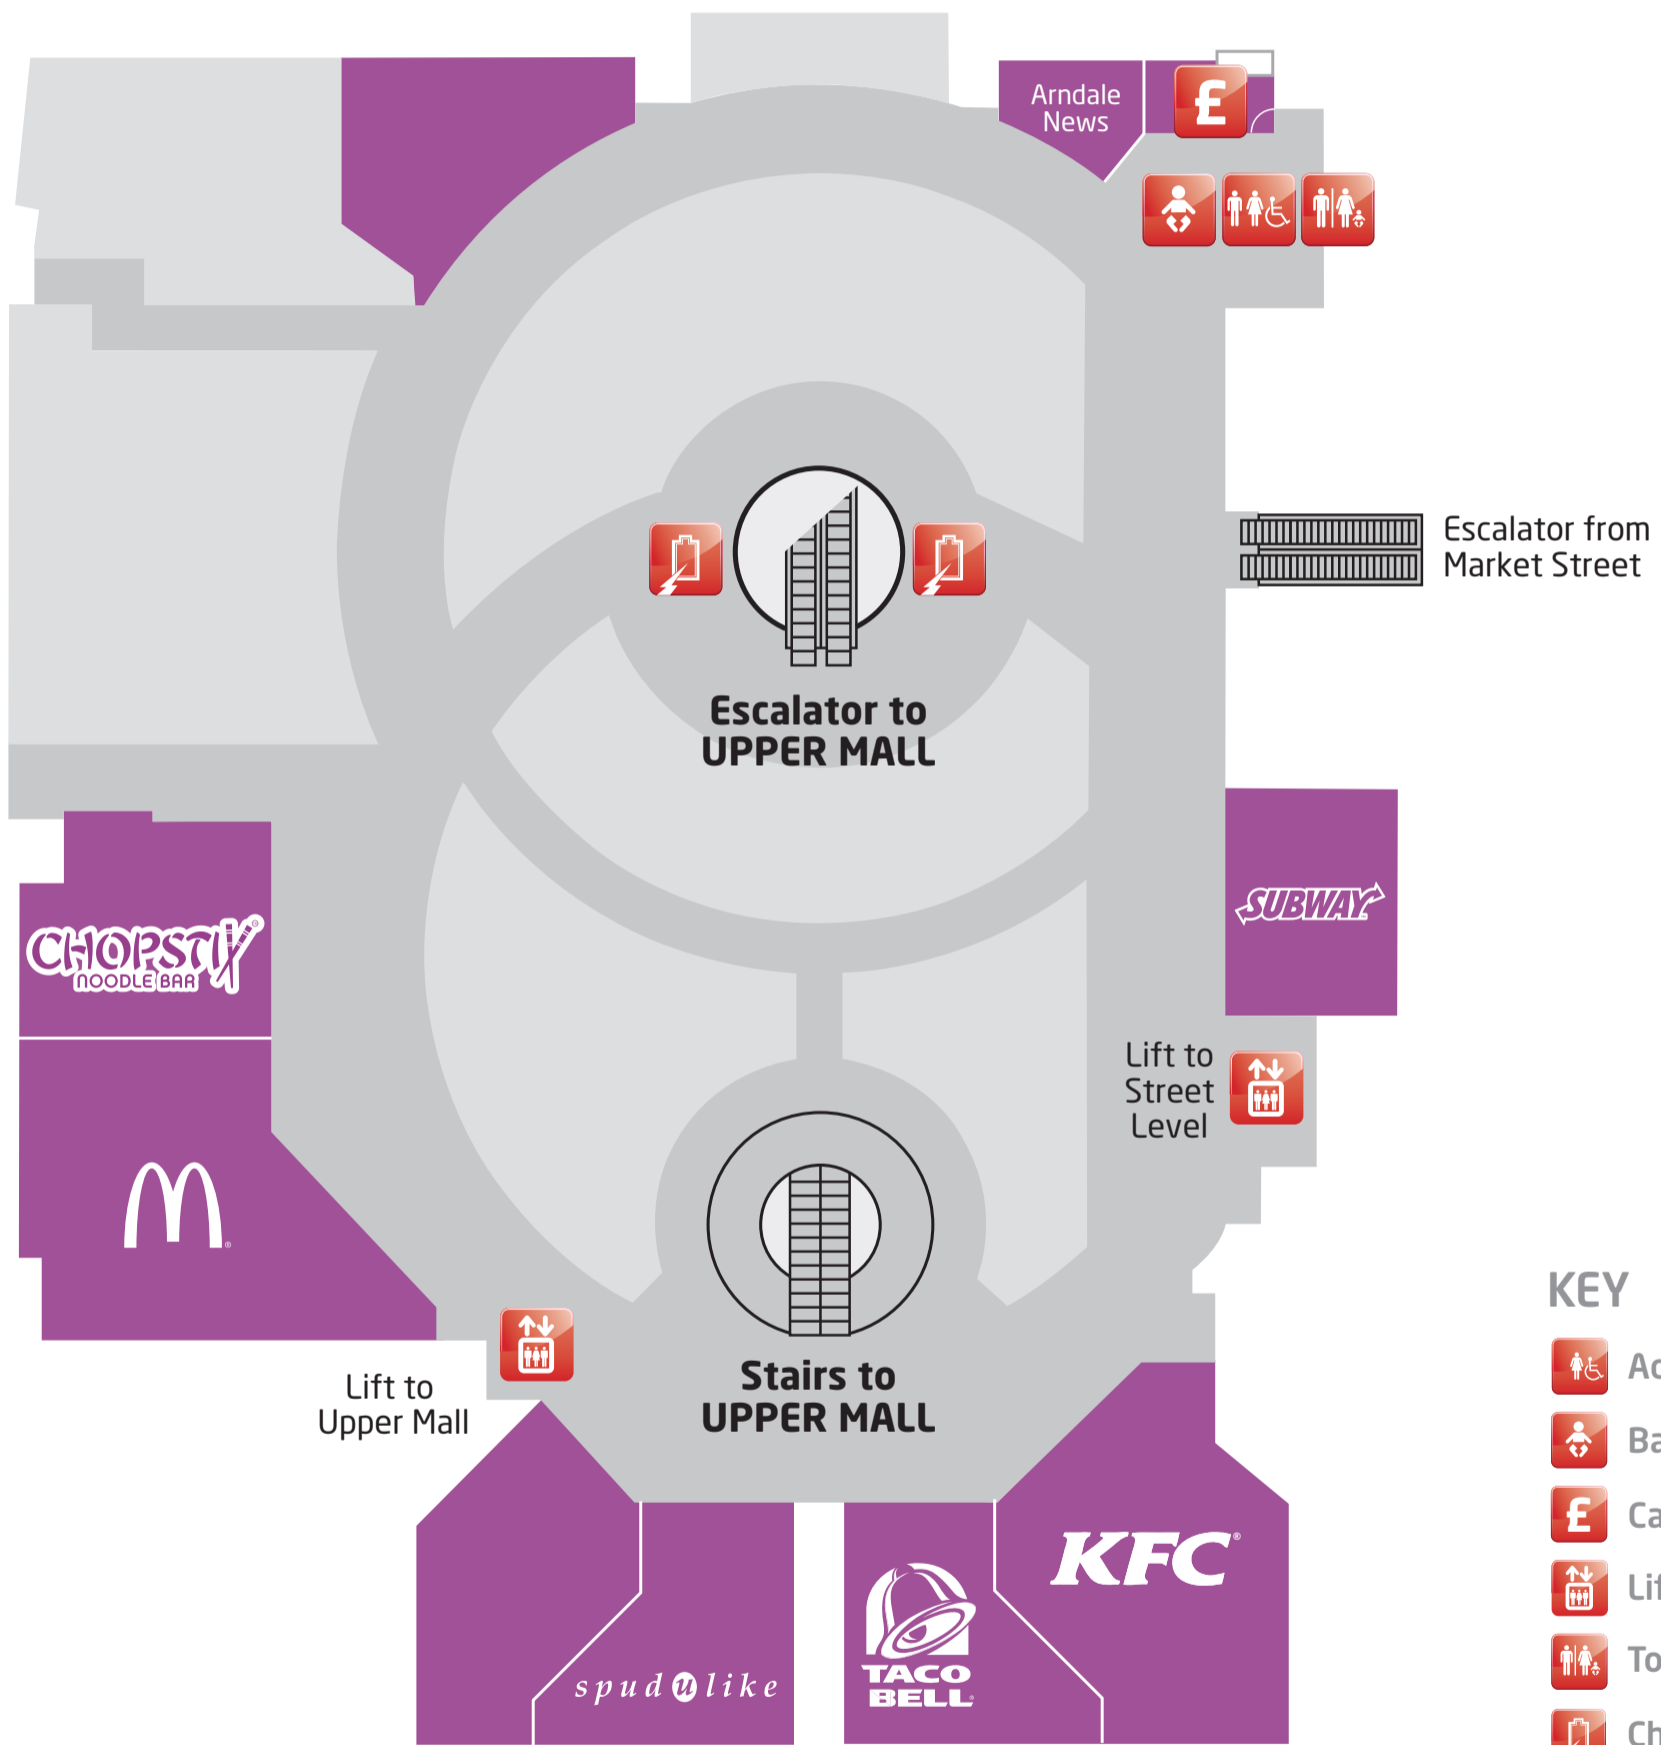 Arndale
News
£
Escalator from
Market Street
Escalator to
UPPER MALL
SUBWAY
CHOPSTIX
NOODLE BAR
Lift to
Street
Level
KEY
Stairs to
UPPER MALL
Lift to
Upper Mall
£
KFC
TACO
BELL
spud u like